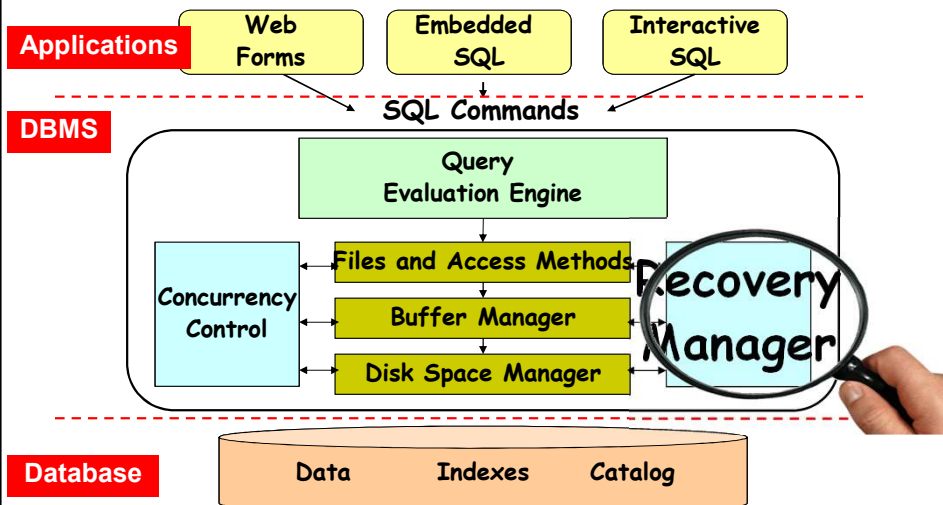 Applications
Web
Forms
Embedded
SQL
Interactive
SQL
SQL Commands
DBMS
Query
Evaluation Engine
Files and Access Methods
Concurrency
Control
Buffer Manager
Disk Space Manager
Recovery
Manager
Database
Data
Indexes
Catalog